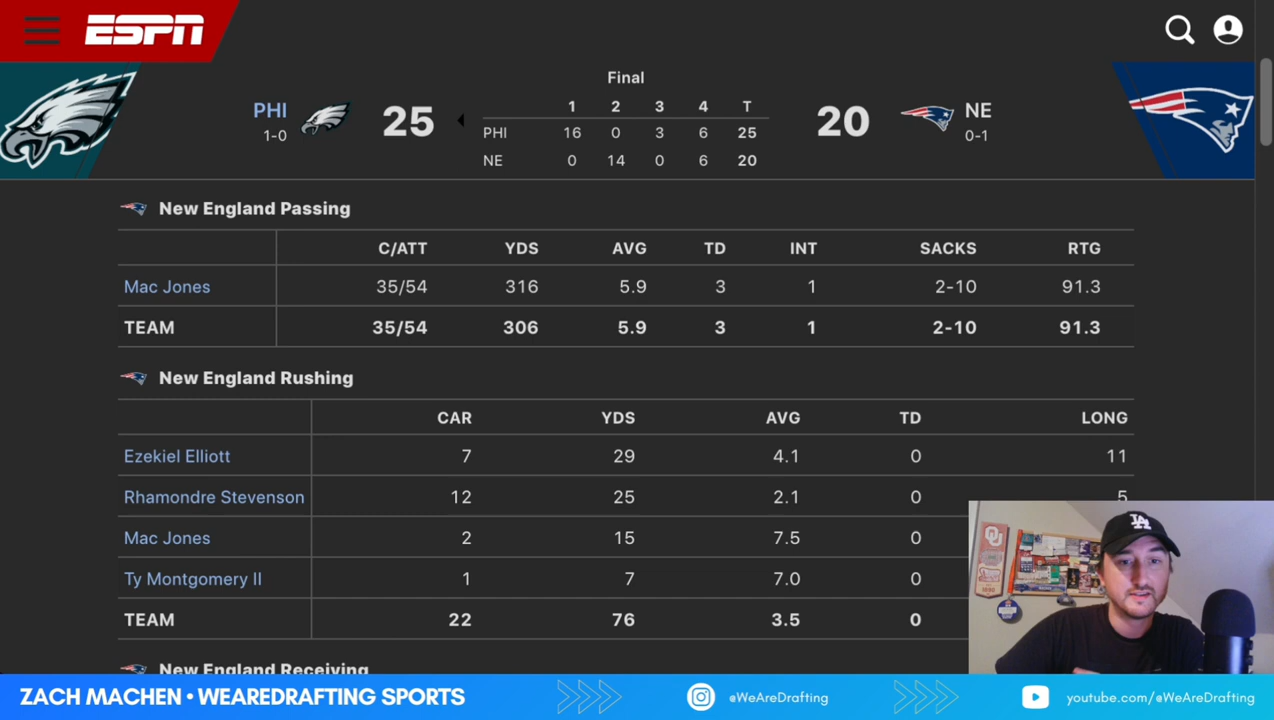 ESPN
Final
PHI
1-0
25
1 2 3 4 T
PHI 16 0 3 6 25
NE 0 14 0 6 20
20
NE
0-1
New England Passing
C/ATT YDS AVG TD INT SACKS RTG
Mac Jones 35/54 316 5.9 3 1 2-10 91.3
TEAM 35/54 306 5.9 3 1 2-10 91.3
New England Rushing
CAR YDS AVG TD LONG
Ezekiel Elliott 7 29 4.1 0 11
Rhamondre Stevenson 12 25 2.1 0 5
Mac Jones 2 15 7.5 0
Ty Montgomery II 1 7 7.0 0
TEAM 22 76 3.5 0
New England Receiving
LA
OU
ZACH MACHEN • WEAREDRAFTING SPORTS
@WeAreDrafting
youtube.com/@WeAreDrafting